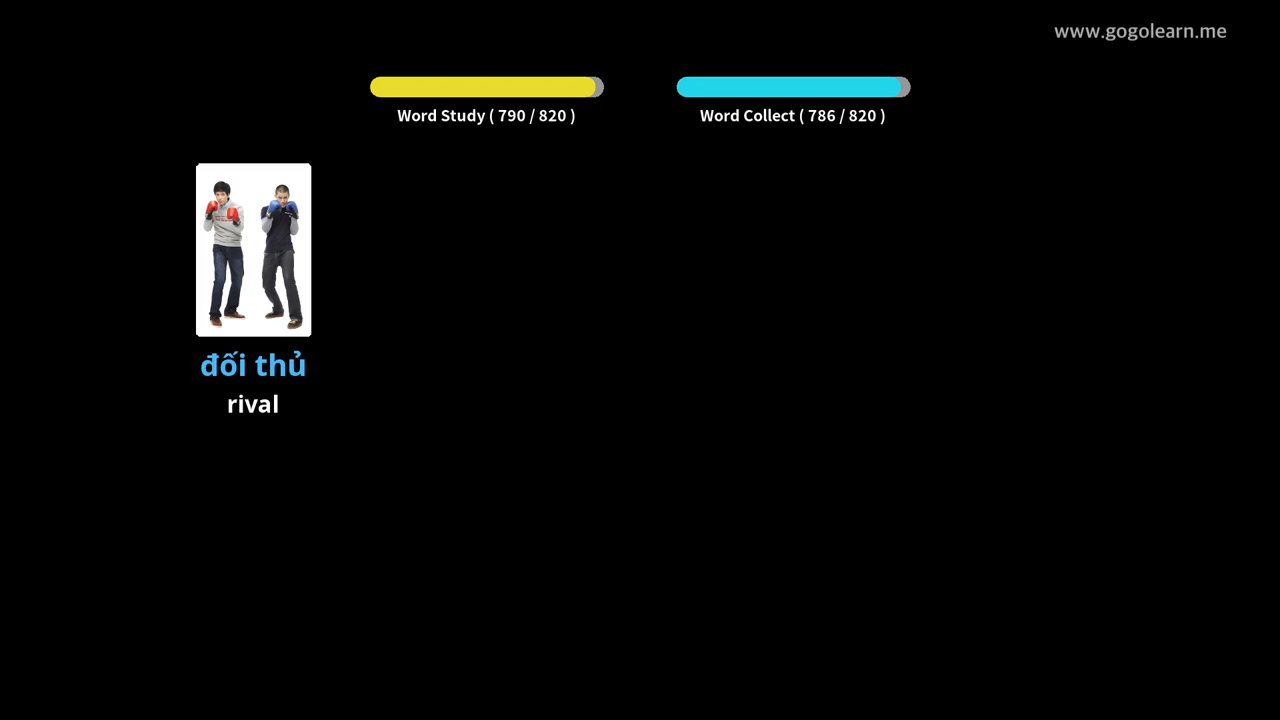 www.gogolearn.me
Word Study ( 790 / 820 )
Word Collect ( 786 / 820 )
đối thủ
rival